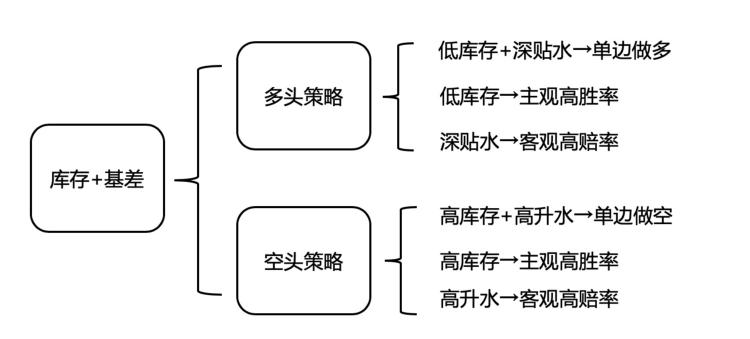 库存+基差
多头策略
低库存+深贴水→单边做多
低库存→主观高胜率
深贴水→客观高赔率
空头策略
高库存+高升水→单边做空
高库存→主观高胜率
高升水→客观高赔率